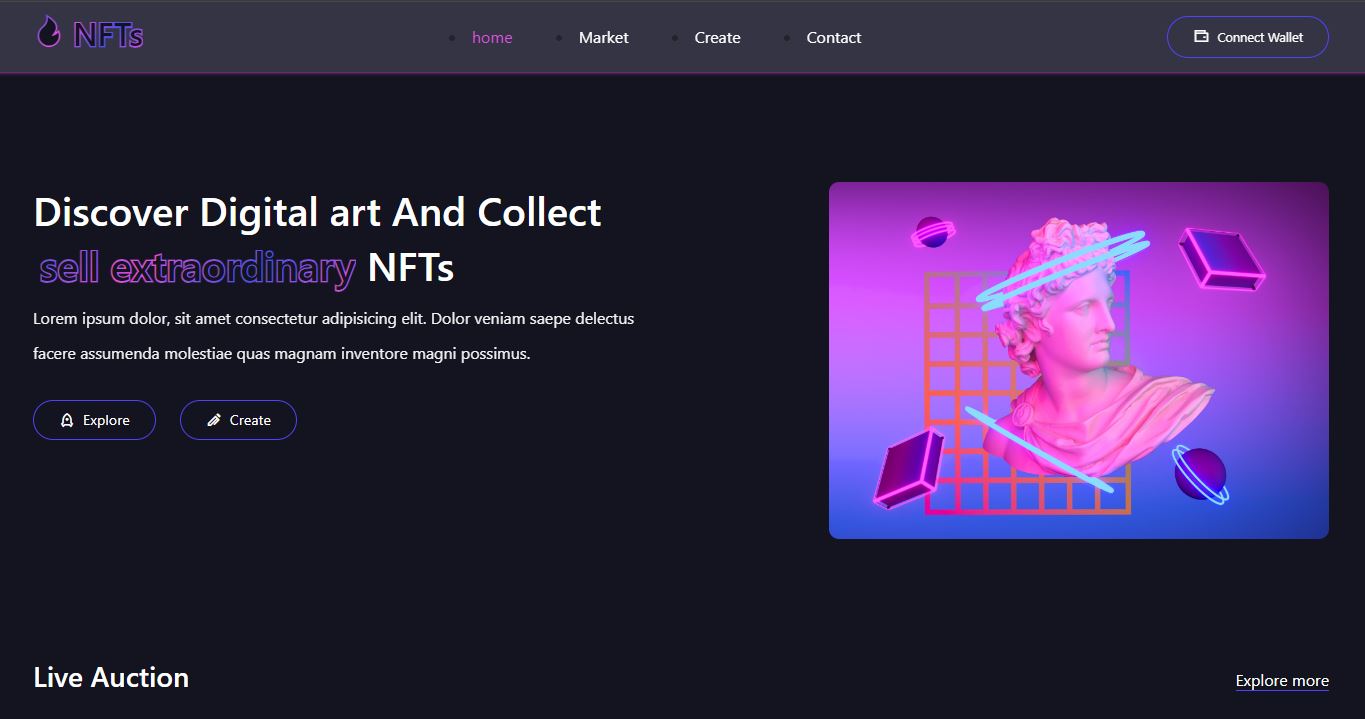 NFTs
home
Market
Create
Contact
Connect Wallet
Discover Digital art And Collect
sell extraordinary NFTs
Lorem ipsum dolor, sit amet consectetur adipisicing elit. Dolor veniam saepe delectus
facere assumenda molestiae quas magnam inventore magni possimus.
Explore
Create
Live Auction
Explore more